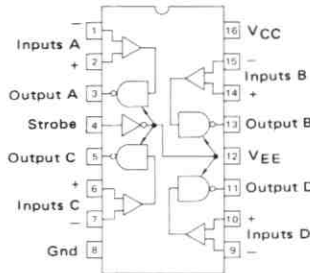 − 1 16 VCC
Inputs A
2 15 −
+ Inputs B
Output A 3 14 +
Strobe 4 13 Output B
Output C 5 12 VEE
+ 6 11 Output D
Inputs C
− 7 10 +
Inputs D
Gnd 8 9 −